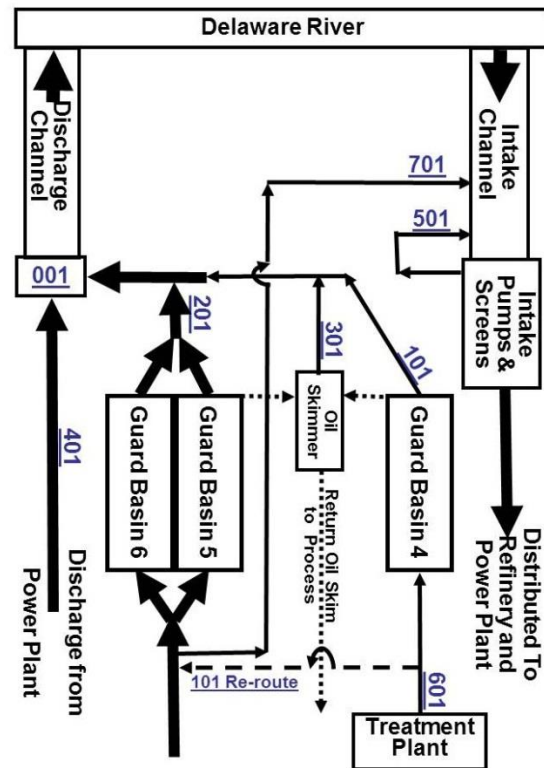 Delaware River
Discharge
Channel
Intake
Channel
701
501
001
Intake
Pumps &
Screens
201
301
101
401
Oil
Skimmer
Guard Basin 6
Guard Basin 5
Guard Basin 4
Return Oil Skim
to Process
Discharge from
Power Plant
Distributed To
Refinery and
Power Plant
101 Re-route
601
Treatment
Plant